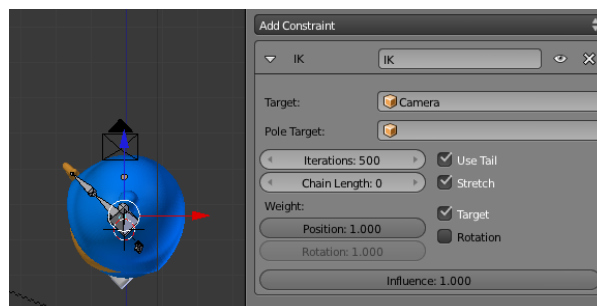 Add Constraint
IK IK
Target: Camera
Pole Target:
Iterations: 500 Use Tail
Chain Length: 0 Stretch
Weight: Target
Position: 1.000 Rotation
Rotation: 1.000
Influence: 1.000